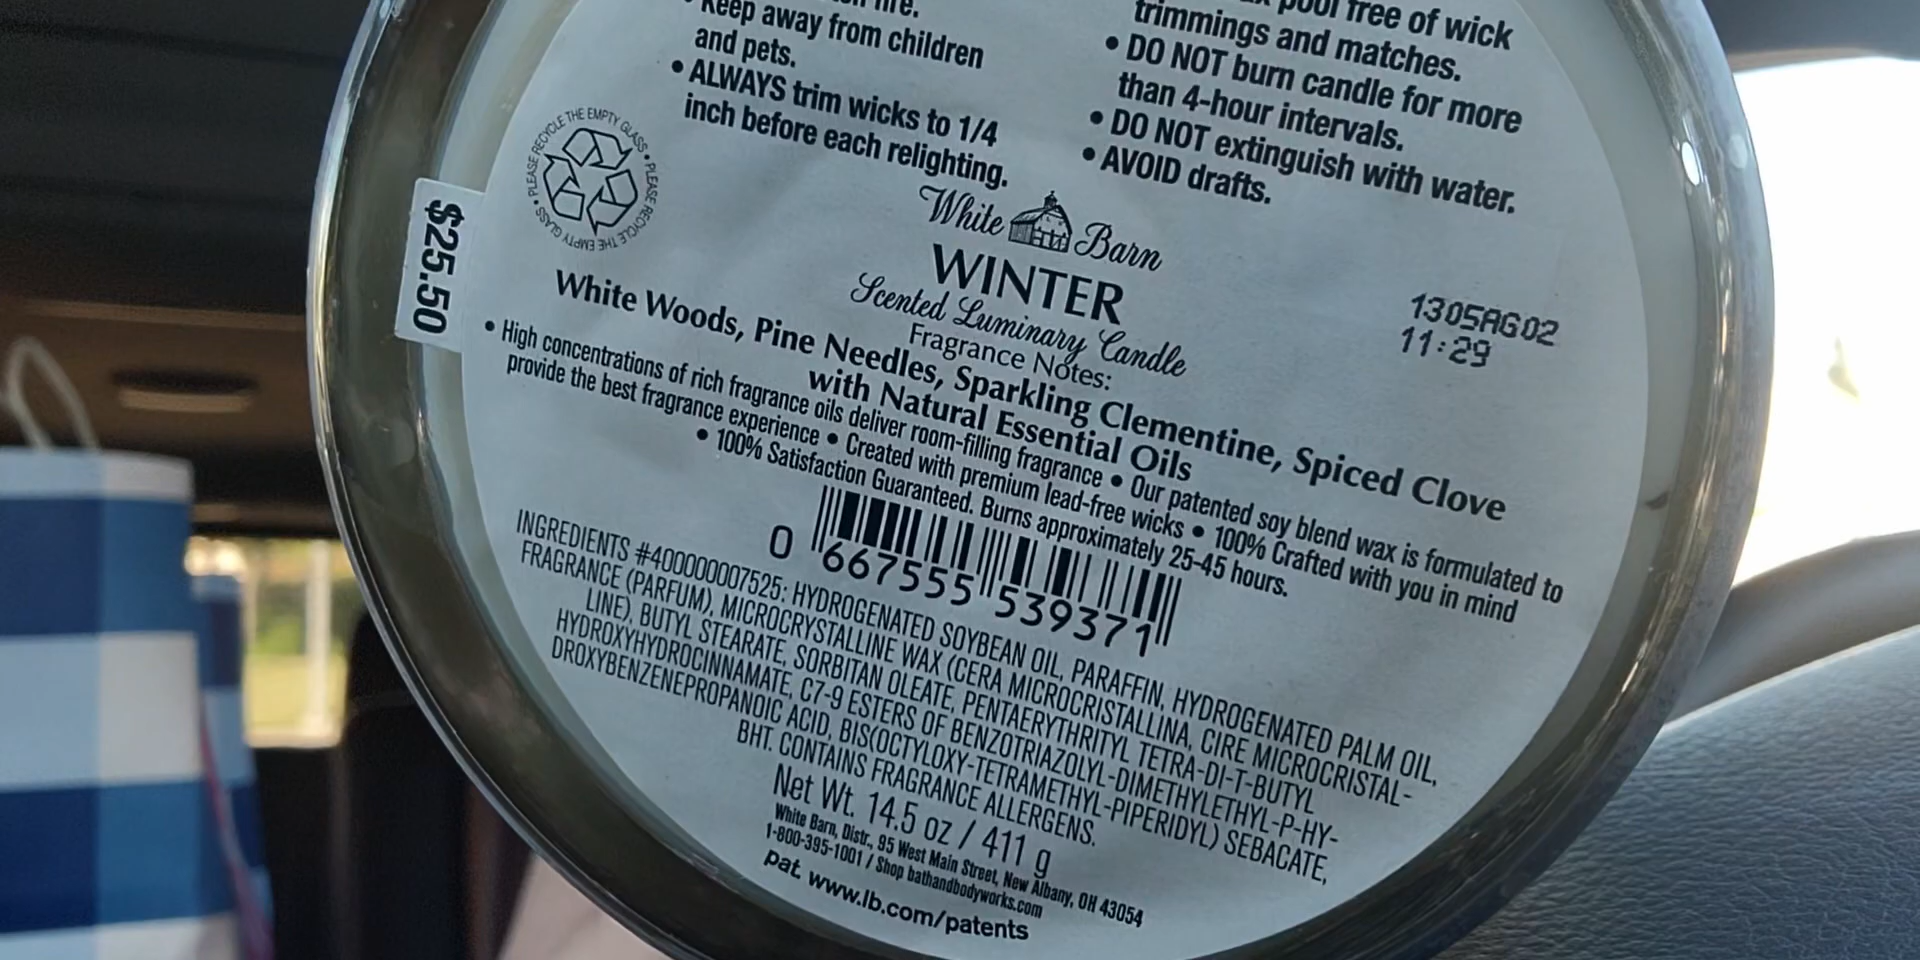 fire.
• Keep away from children
and pets.
• ALWAYS trim wicks to 1/4
inch before each relighting.
pool free of wick
trimmings and matches.
• DO NOT burn candle for more
than 4-hour intervals.
• DO NOT extinguish with water.
• AVOID drafts.
PLEASE RECYCLE THE EMPTY GLASS • PLEASE RECYCLE THE EMPTY GLASS •
$25.50
White Barn
WINTER
Scented Luminary Candle
Fragrance Notes:
White Woods, Pine Needles, Sparkling Clementine, Spiced Clove
with Natural Essential Oils
1305AG02
11:29
• High concentrations of rich fragrance oils deliver room-filling fragrance • Our patented soy blend wax is formulated to
provide the best fragrance experience • Created with premium lead-free wicks • 100% Crafted with you in mind
• 100% Satisfaction Guaranteed. Burns approximately 25-45 hours.
0 667555 539371
INGREDIENTS #400000007525: HYDROGENATED SOYBEAN OIL, PARAFFIN, HYDROGENATED PALM OIL,
FRAGRANCE (PARFUM), MICROCRYSTALLINE WAX (CERA MICROCRISTALLINA, CIRE MICROCRISTAL-
LINE), BUTYL STEARATE, SORBITAN OLEATE, PENTAERYTHRITYL TETRA-DI-T-BUTYL
HYDROXYHYDROCINNAMATE, C7-9 ESTERS OF BENZOTRIAZOLYL-DIMETHYLETHYL-P-HY-
DROXYBENZENEPROPANOIC ACID, BIS(OCTYLOXY-TETRAMETHYL-PIPERIDYL) SEBACATE,
BHT. CONTAINS FRAGRANCE ALLERGENS.
Net Wt. 14.5 oz / 411 g
White Barn, Distr., 95 West Main Street, New Albany, OH 43054
1-800-395-1001 / Shop bathandbodyworks.com
pat. www.lb.com/patents